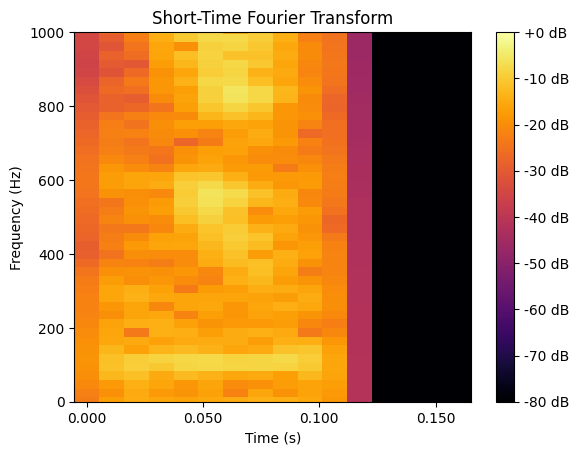 Short-Time Fourier Transform
1000
800
600
400
200
0
Frequency (Hz)
0.000
0.050
0.100
0.150
Time (s)
+0 dB
-10 dB
-20 dB
-30 dB
-40 dB
-50 dB
-60 dB
-70 dB
-80 dB